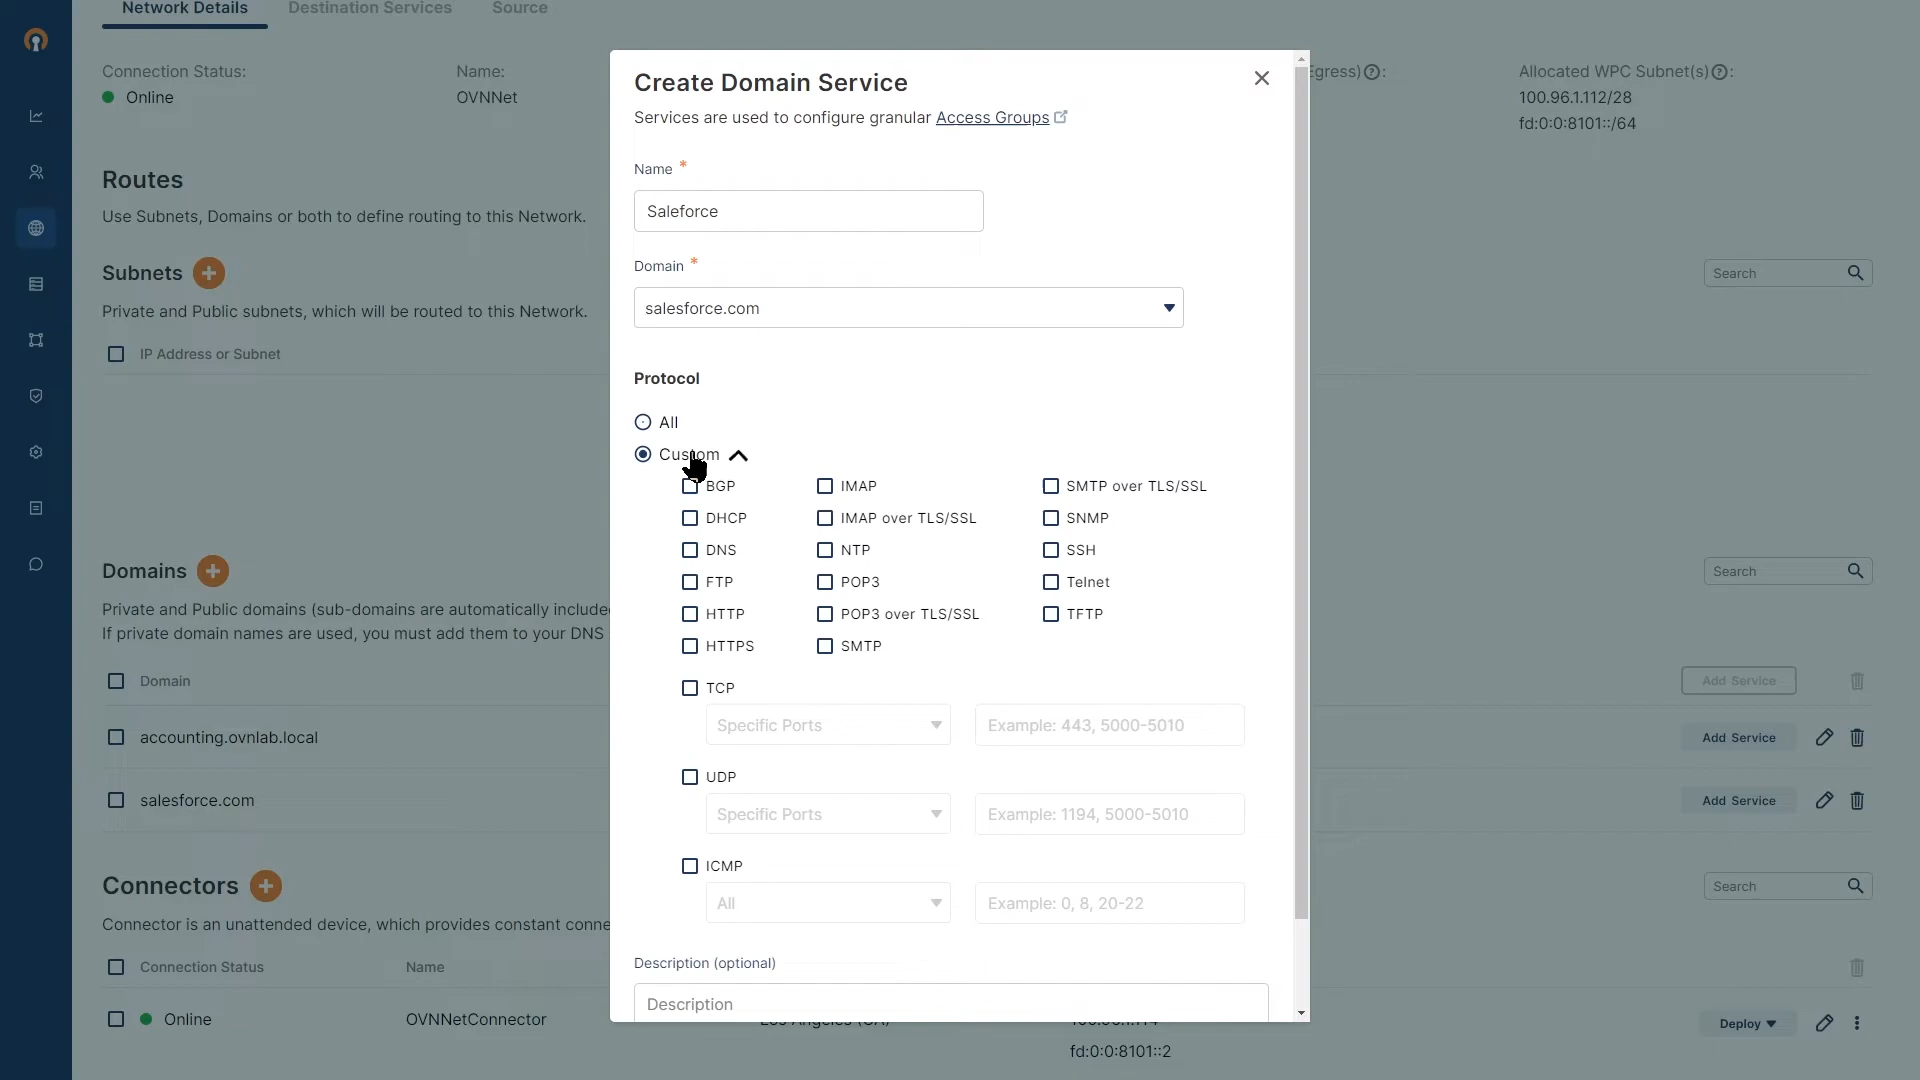 Network Details
Destination Services
Source
Connection Status:
Online
Name:
OVNNet
Allocated WPC Subnet(s)
100.96.1.112/28
fd:0:0:8101::/64
Routes
Use Subnets, Domains or both to define routing to this Network.
Subnets
Search
Private and Public subnets, which will be routed to this Network.
IP Address or Subnet
Domains
Search
Private and Public domains (sub-domains are automatically
If private domain names are used, you must add them to your DNS
Domain
Add Service
accounting.ovnlab.local
Add Service
salesforce.com
Add Service
Connectors
Search
Connector is an unattended device, which provides constant
Connection Status
Name
Online
OVNNetConnector
Deploy
fd:0:0:8101::2
Create Domain Service
Services are used to configure granular Access Groups
Name *
Saleforce
Domain *
salesforce.com
Protocol
All
Custom
BGP
IMAP
SMTP over TLS/SSL
DHCP
IMAP over TLS/SSL
SNMP
DNS
NTP
SSH
FTP
POP3
Telnet
HTTP
POP3 over TLS/SSL
TFTP
HTTPS
SMTP
TCP
Specific Ports
Example: 443, 5000-5010
UDP
Specific Ports
Example: 1194, 5000-5010
ICMP
All
Example: 0, 8, 20-22
Description (optional)
Description